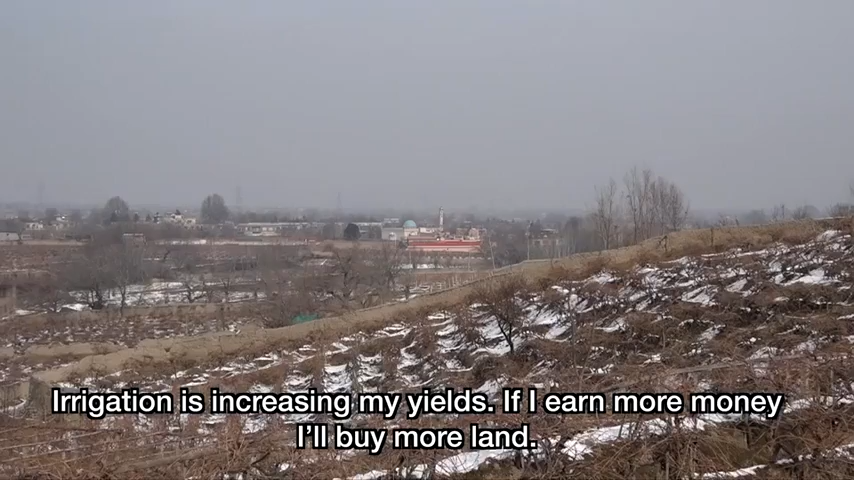 Irrigation is increasing my yields. If I earn more money
I'll buy more land.